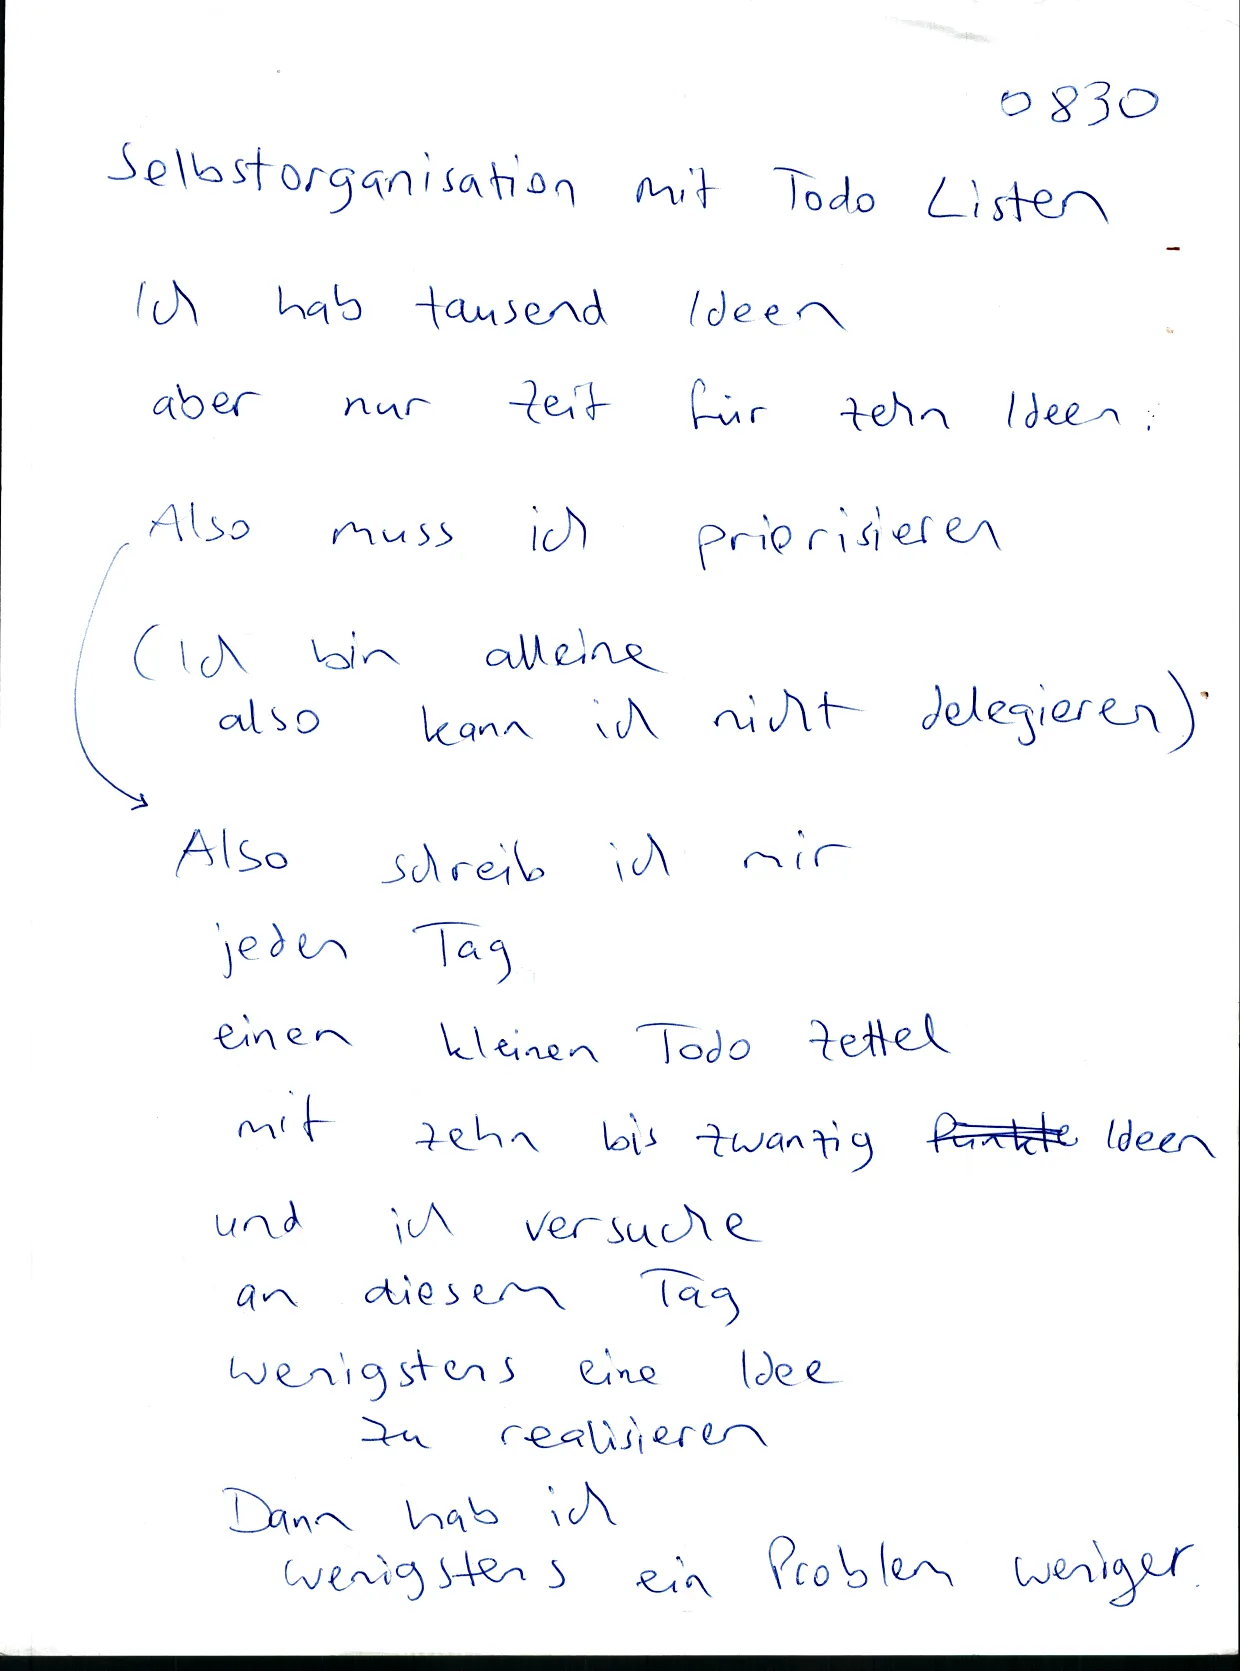 0830
Selbstorganisation mit Todo Listen
Ich hab tausend Ideen
aber nur Zeit für zehn Ideen.
Also muss ich priorisieren
(Ich bin alleine
also kann ich nicht delegieren)
Also schreib ich mir
jeden Tag
einen kleinen Todo Zettel
mit zehn bis zwanzig Punkte Ideen
und ich versuche
an diesem Tag
wenigstens eine Idee
zu realisieren
Dann hab ich
wenigstens ein Problem weniger.